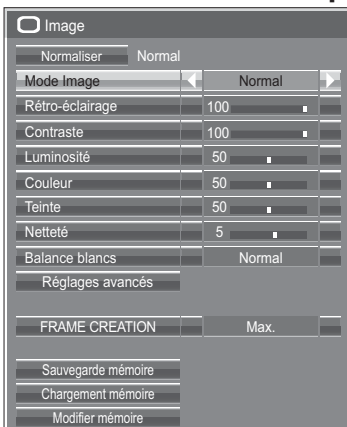 Image
Normaliser Normal
Mode Image Normal
Rétro-éclairage 100
Contraste 100
Luminosité 50
Couleur 50
Teinte 50
Netteté 5
Balance blancs Normal
Réglages avancés
FRAME CREATION Max.
Sauvegarde mémoire
Chargement mémoire
Modifier mémoire